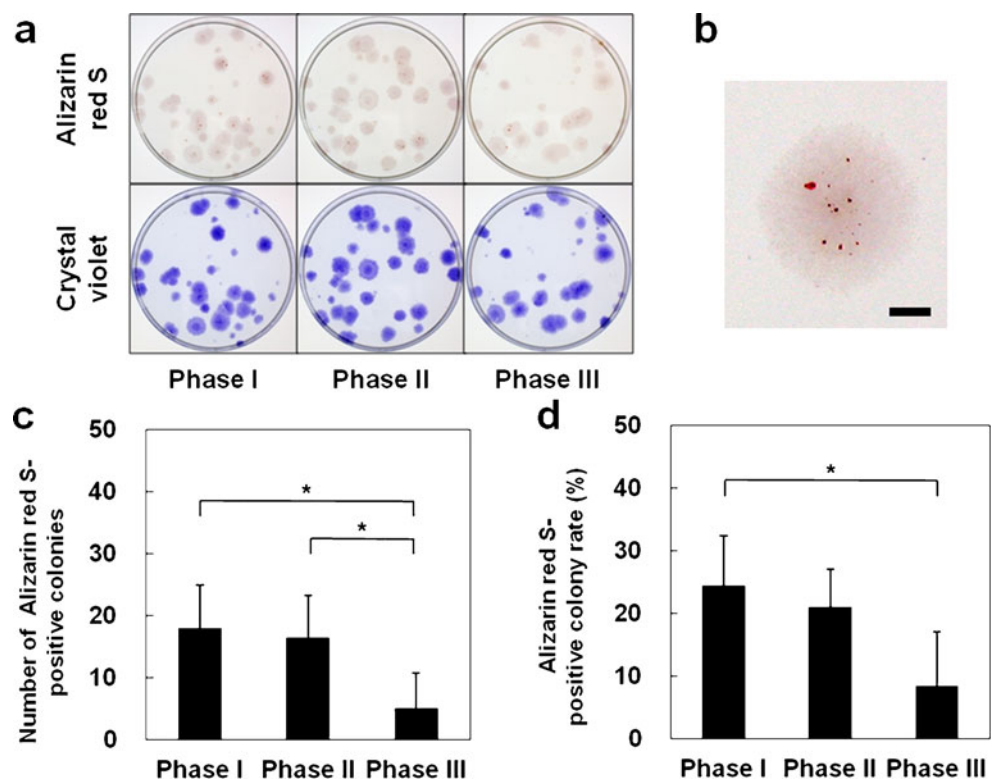 a
Alizarin
red S
Crystal
violet
Phase I Phase II Phase III
b
c
Number of Alizarin red S-
positive colonies
50
40
30
20
10
0
*
*
Phase I Phase II Phase III
d
Alizarin red S-
positive colony rate (%)
50
40
30
20
10
0
*
Phase I Phase II Phase III